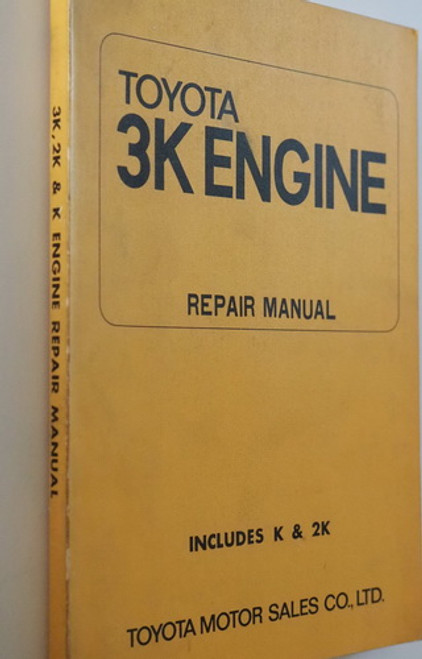 3K, 2K & K ENGINE REPAIR MANUAL
TOYOTA
3K ENGINE
REPAIR MANUAL
INCLUDES K & 2K
TOYOTA MOTOR SALES CO., LTD.